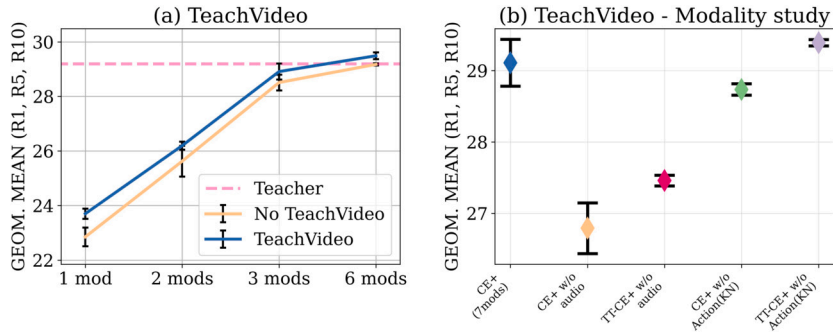 (a) TeachVideo
GEOM. MEAN (R1, R5, R10)
30
28
26
24
22
Teacher
No TeachVideo
TeachVideo
1 mod
2 mods
3 mods
6 mods
(b) TeachVideo - Modality study
GEOM. MEAN (R1, R5, R10)
29
28
27
CE+
(7mods)
CE+ w/o
audio
TT-CE+ w/o
audio
CE+ w/o
Action(KN)
TT-CE+ w/o
Action(KN)